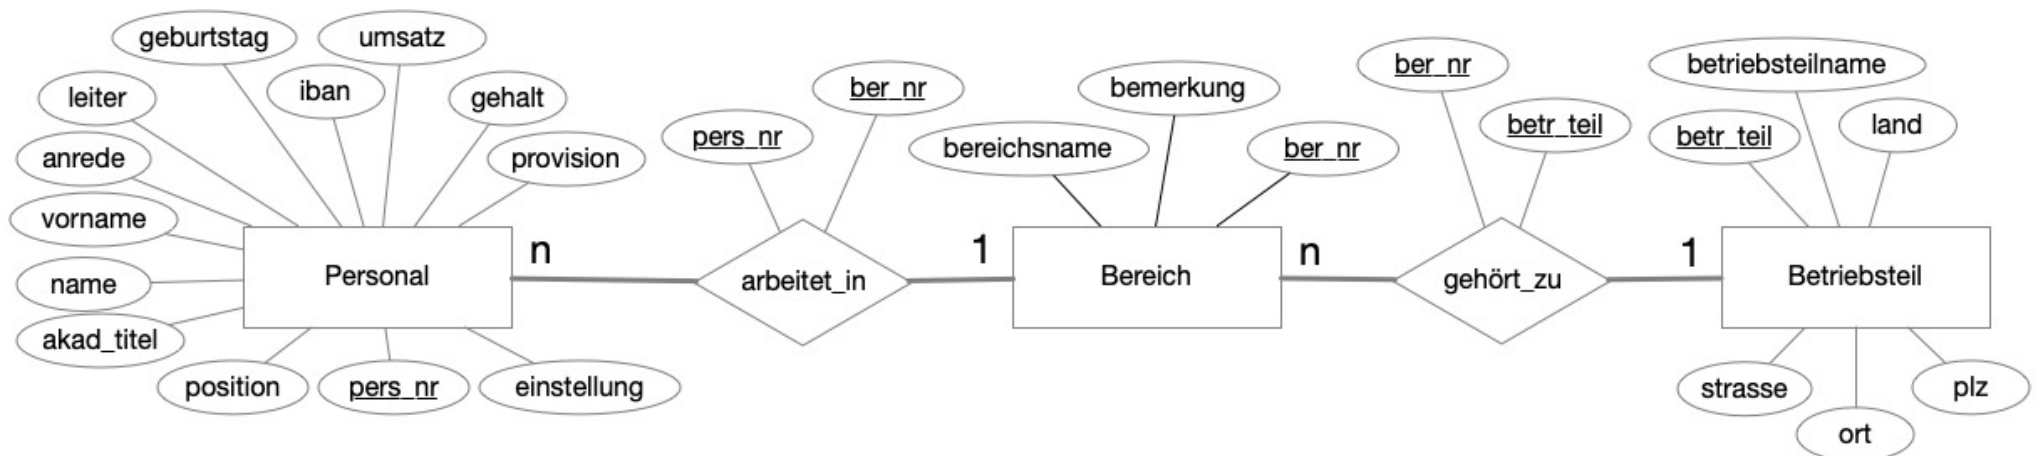 geburtstag
umsatz
leiter
iban
gehalt
anrede
provision
vorname
name
akad_titel
position
pers_nr
einstellung
Personal
n
pers_nr
ber_nr
arbeitet_in
1
bereichsname
bemerkung
ber_nr
Bereich
n
ber_nr
betr_teil
gehört_zu
1
betriebsteilname
betr_teil
land
Betriebsteil
strasse
ort
plz